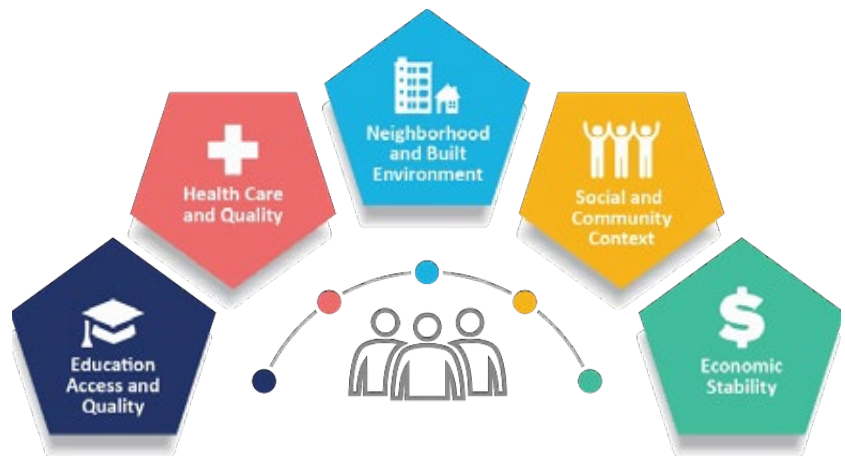 Education
Access and
Quality
Health Care
and Quality
Neighborhood
and Built
Environment
Social and
Community
Context
$
Economic
Stability